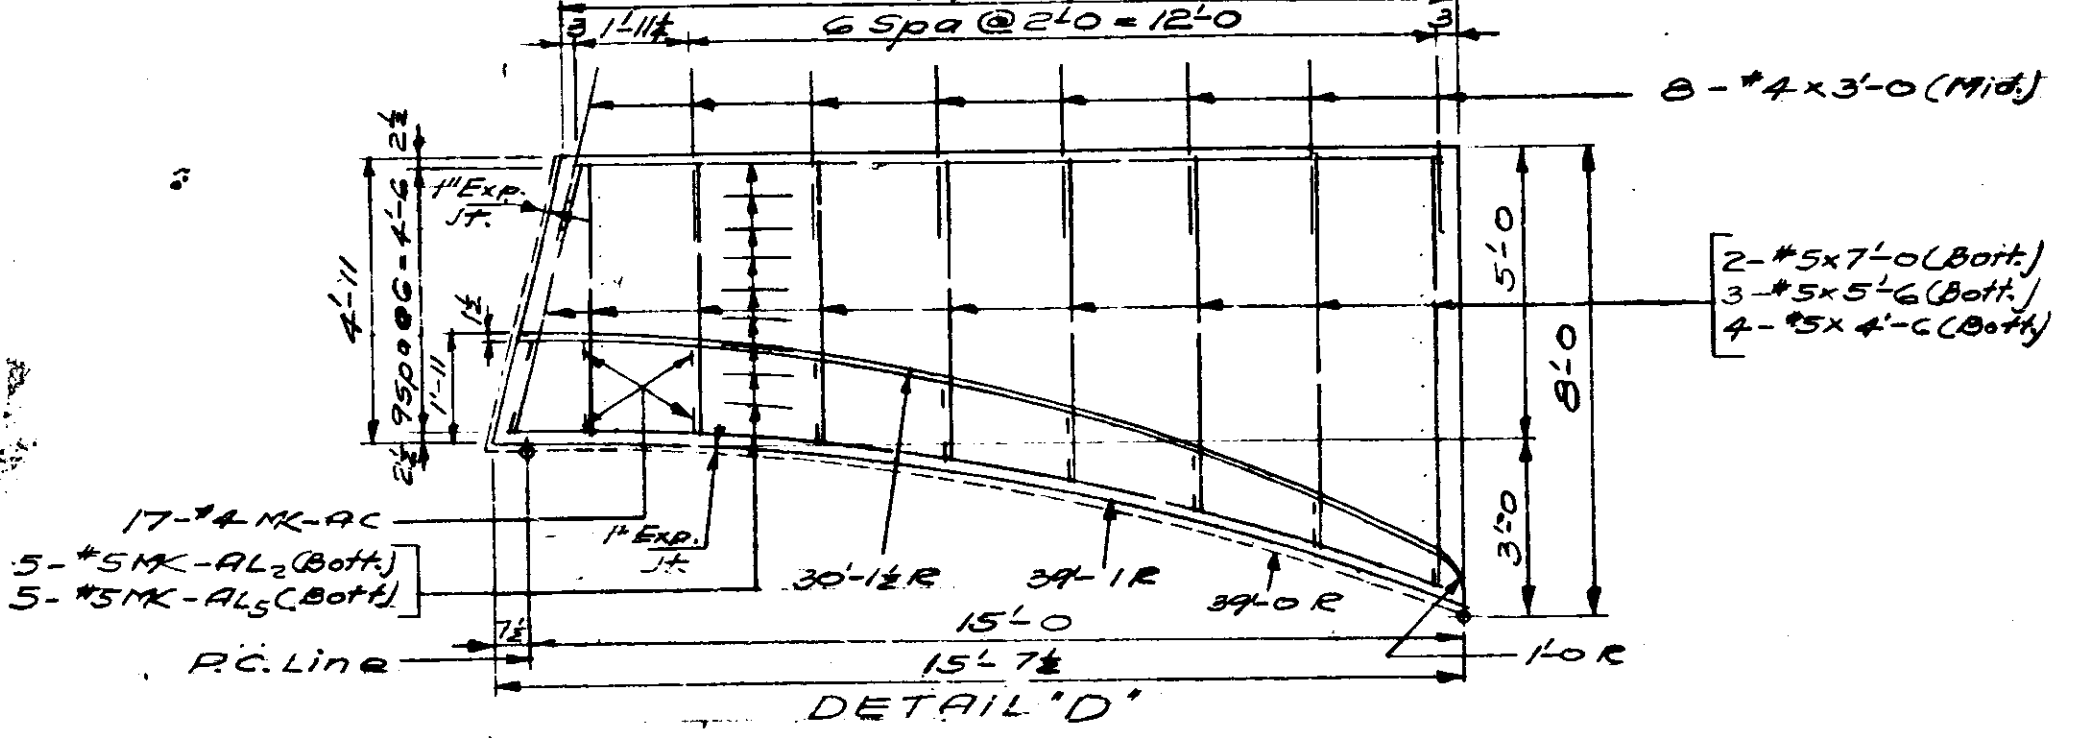 6 Spa @ 2'-0 = 12'-0
3
1'-11¼
3
8 - #4 x 3'-0 (Mid.)
2½
1" Exp.
Jt.
4'-11
9 Spa @ 6 = 4'-6
1½
1'-11
2½
5'-0
8'-0
3'-0
2 - #5 x 7'-0 (Bott.)
3 - #5 x 5'-6 (Bott.)
4 - #5 x 4'-6 (Bott.)
17 - #4 MK-AC
5 - #5 MK-AL₂ (Bott.)
5 - #5 MK-AL₅ (Bott.)
1" Exp.
Jt.
30'-1½ R
39'-1 R
39'-0 R
7½
15'-0
P.C. Line
15'-7½
1'-0 R
DETAIL "D"